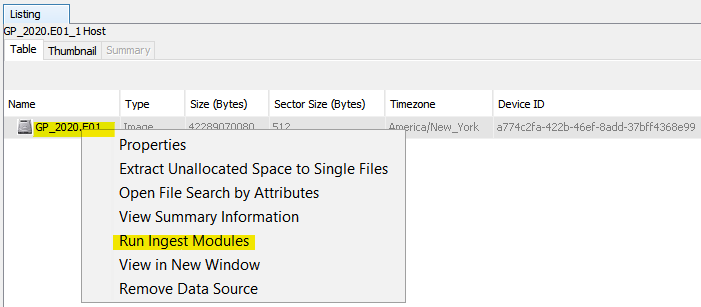 Listing
GP_2020.E01_1 Host
Table Thumbnail Summary
Name Type Size (Bytes) Sector Size (Bytes) Timezone Device ID
GP_2020.E01 Image 42289070080 512 America/New_York a774c2fa-422b-46ef-8add-37bff4368e99
Properties
Extract Unallocated Space to Single Files
Open File Search by Attributes
View Summary Information
Run Ingest Modules
View in New Window
Remove Data Source